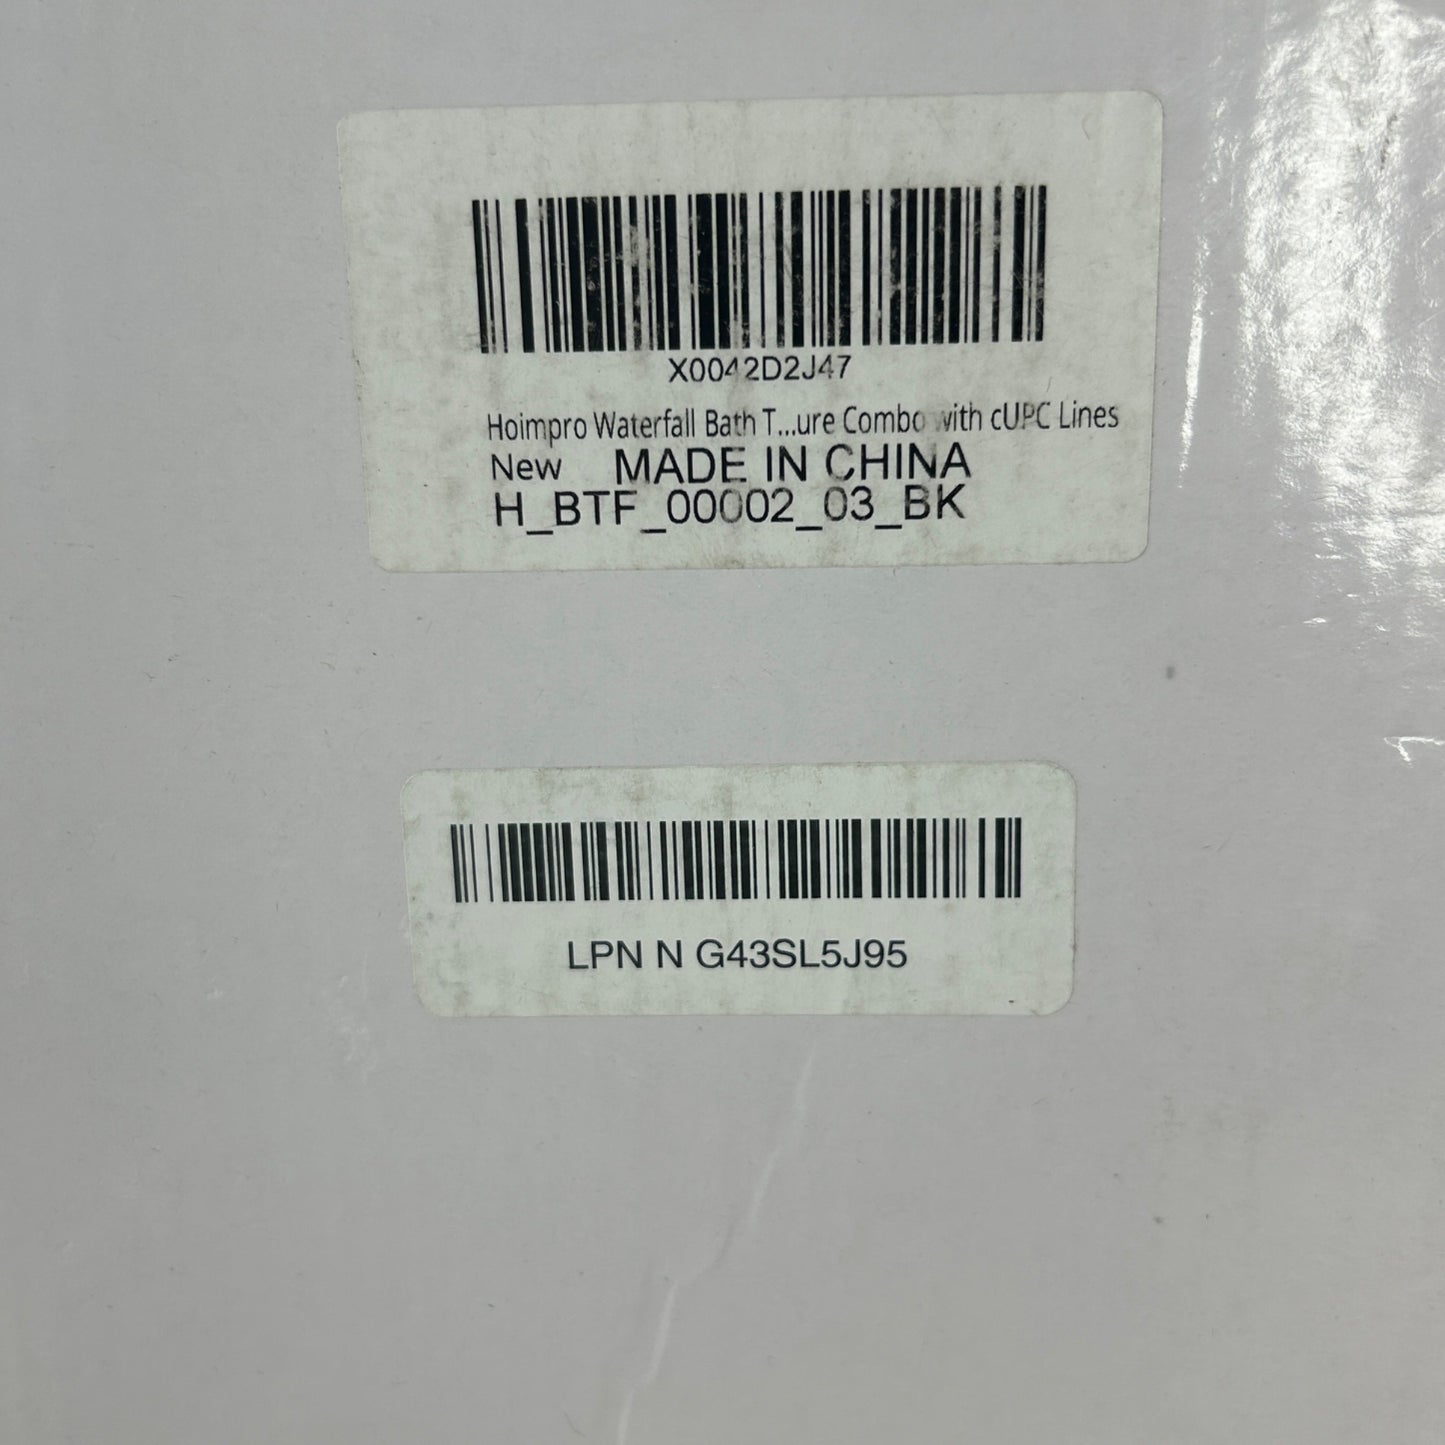 X0042D2J47
Hoimpro Waterfall Bath T...ure Combo with cUPC Lines
New MADE IN CHINA
H_BTF_00002_03_BK
LPN N G43SL5J95